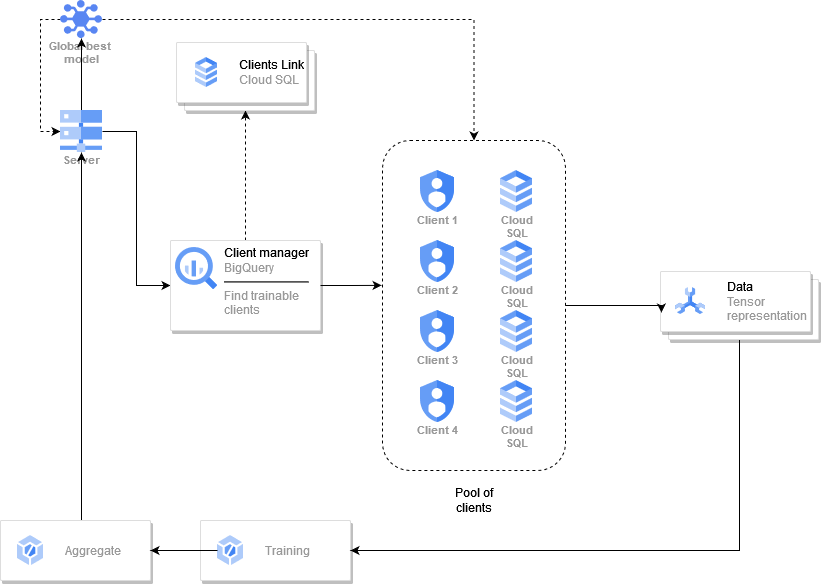 Global best
model
Clients Link
Cloud SQL
Server
Client manager
BigQuery
Find trainable
clients
Client 1
Cloud
SQL
Client 2
Cloud
SQL
Client 3
Cloud
SQL
Client 4
Cloud
SQL
Data
Tensor
representation
Pool of
clients
Aggregate
Training